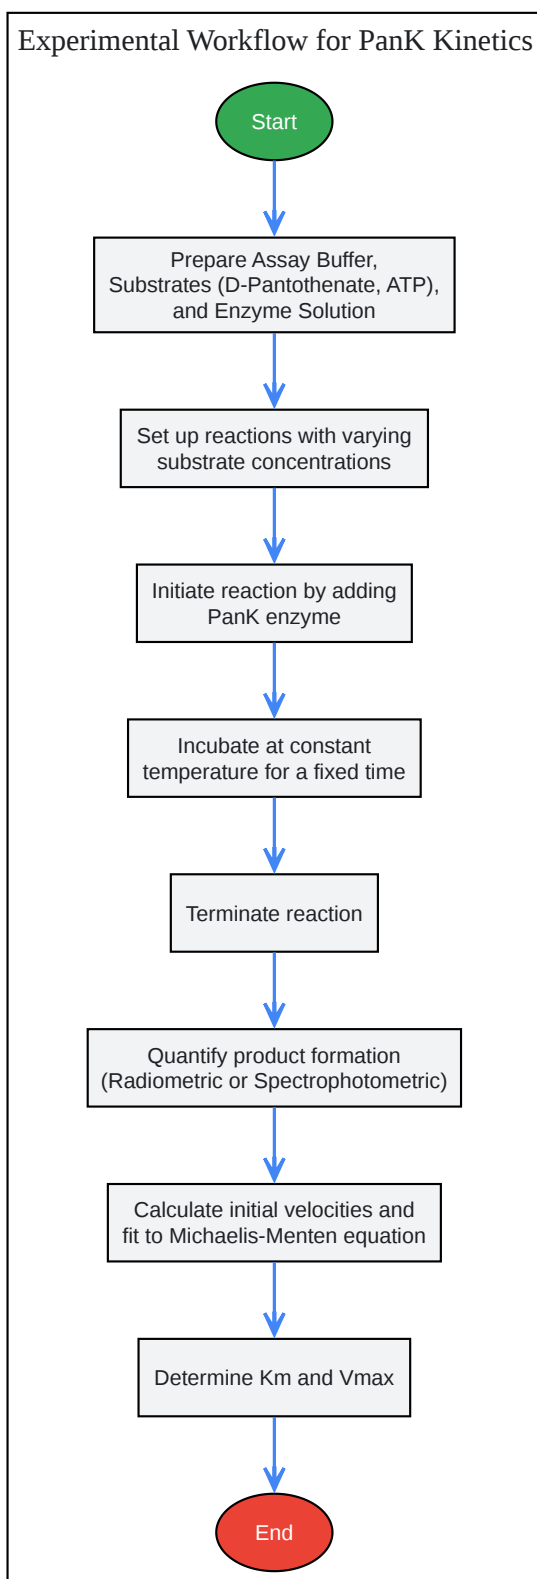 Experimental Workflow for PanK Kinetics
Start
Prepare Assay Buffer,
Substrates (D-Pantothenate, ATP),
and Enzyme Solution
Set up reactions with varying
substrate concentrations
Initiate reaction by adding
PanK enzyme
Incubate at constant
temperature for a fixed time
Terminate reaction
Quantify product formation
(Radiometric or Spectrophotometric)
Calculate initial velocities and
fit to Michaelis-Menten equation
Determine Km and Vmax
End